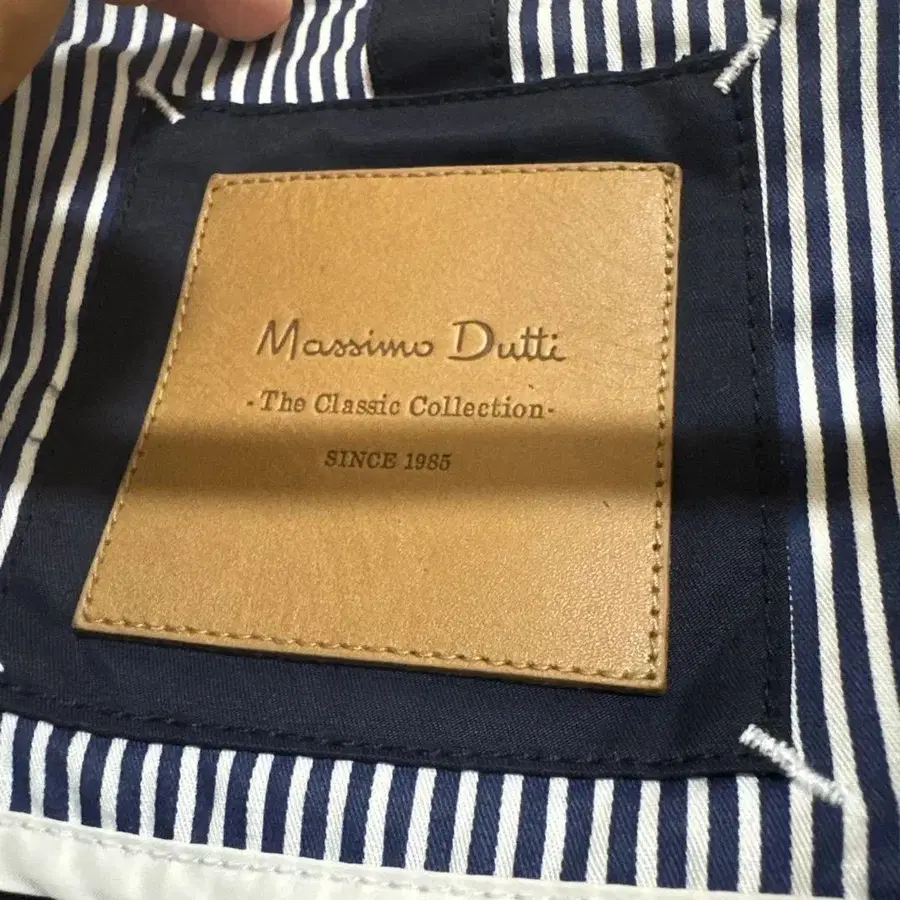 Massimo Dutti
- The Classic Collection -
SINCE 1985